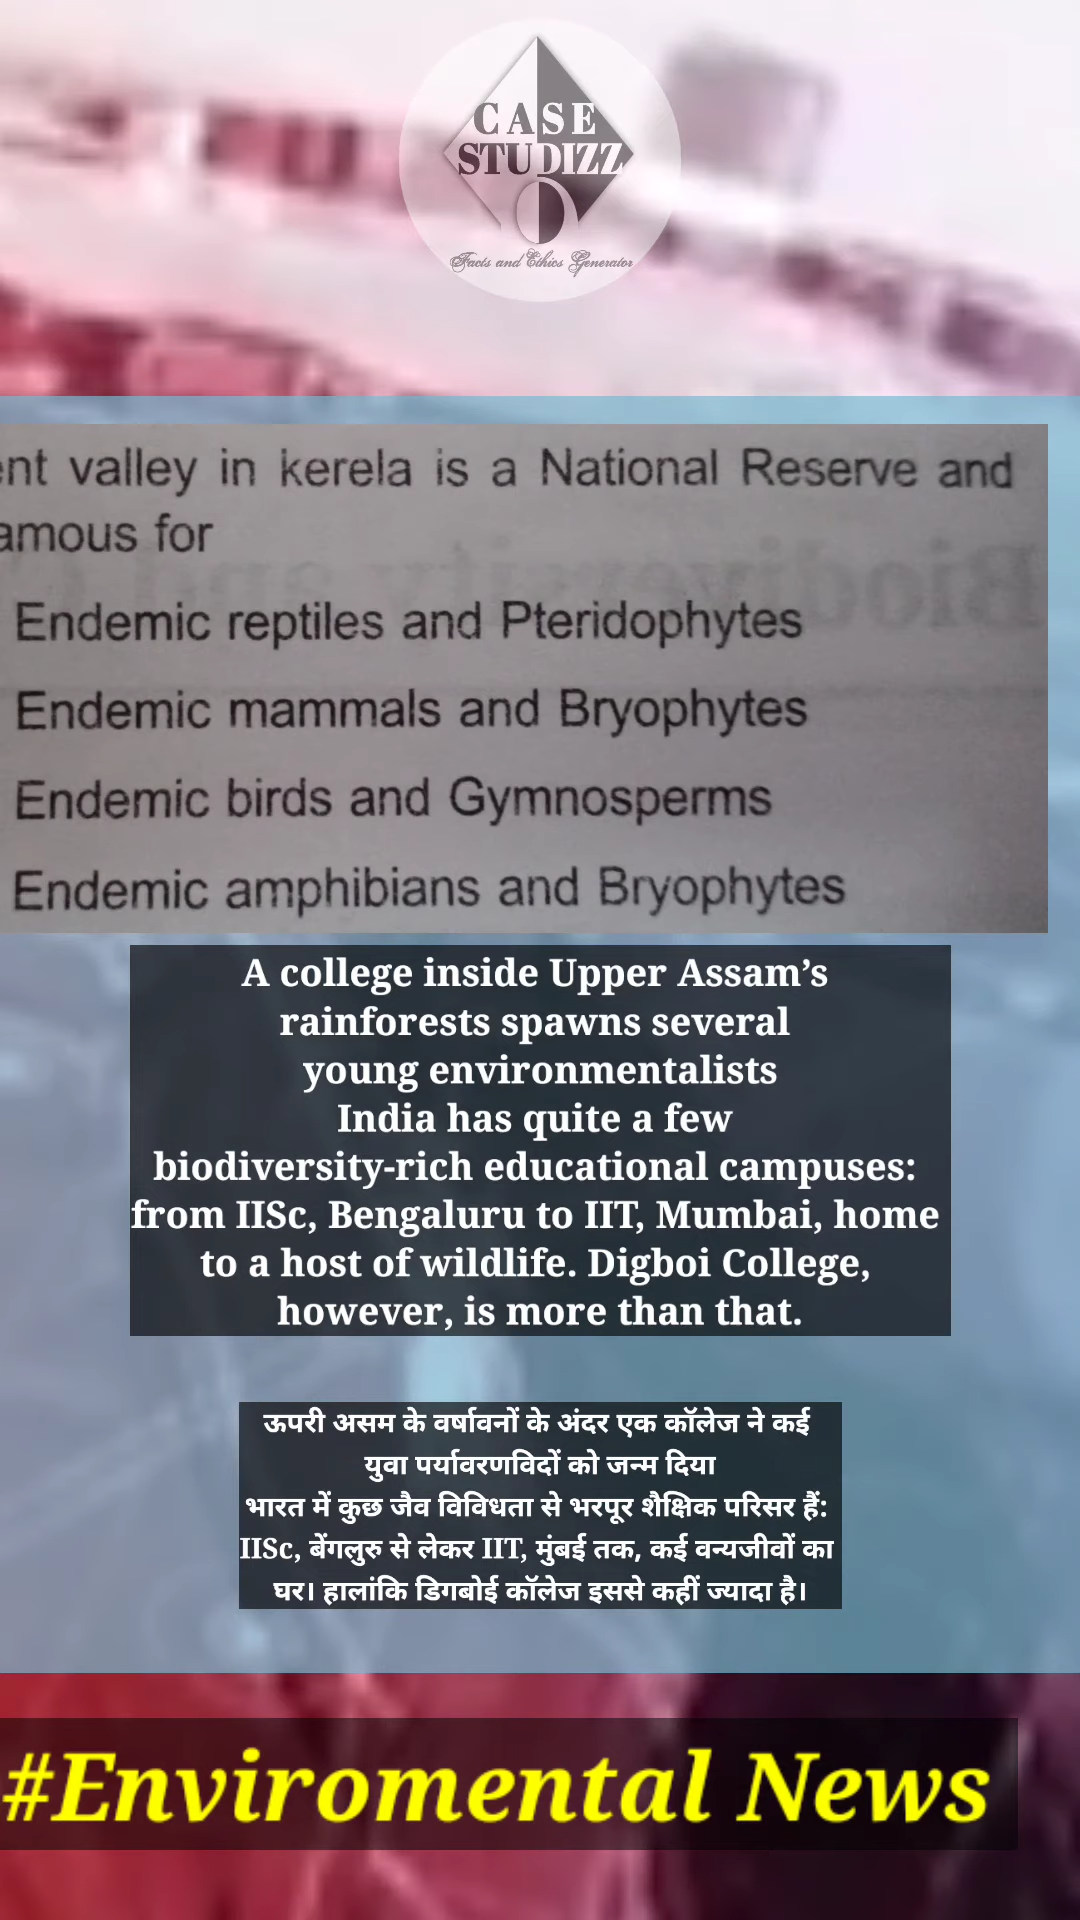 CASE
STUDIZZ
Facts and Ethics Generator
ent valley in kerela is a National Reserve and
amous for
Endemic reptiles and Pteridophytes
Endemic mammals and Bryophytes
Endemic birds and Gymnosperms
Endemic amphibians and Bryophytes
A college inside Upper Assam’s
rainforests spawns several
young environmentalists
India has quite a few
biodiversity-rich educational campuses:
from IISc, Bengaluru to IIT, Mumbai, home
to a host of wildlife. Digboi College,
however, is more than that.
ऊपरी असम के वर्षावनों के अंदर एक कॉलेज ने कई
युवा पर्यावरणविदों को जन्म दिया
भारत में कुछ जैव विविधता से भरपूर शैक्षिक परिसर हैं:
IISc, बेंगलुरु से लेकर IIT, मुंबई तक, कई वन्यजीवों का
घर। हालांकि डिगबोई कॉलेज इससे कहीं ज्यादा है।
#Enviromental News